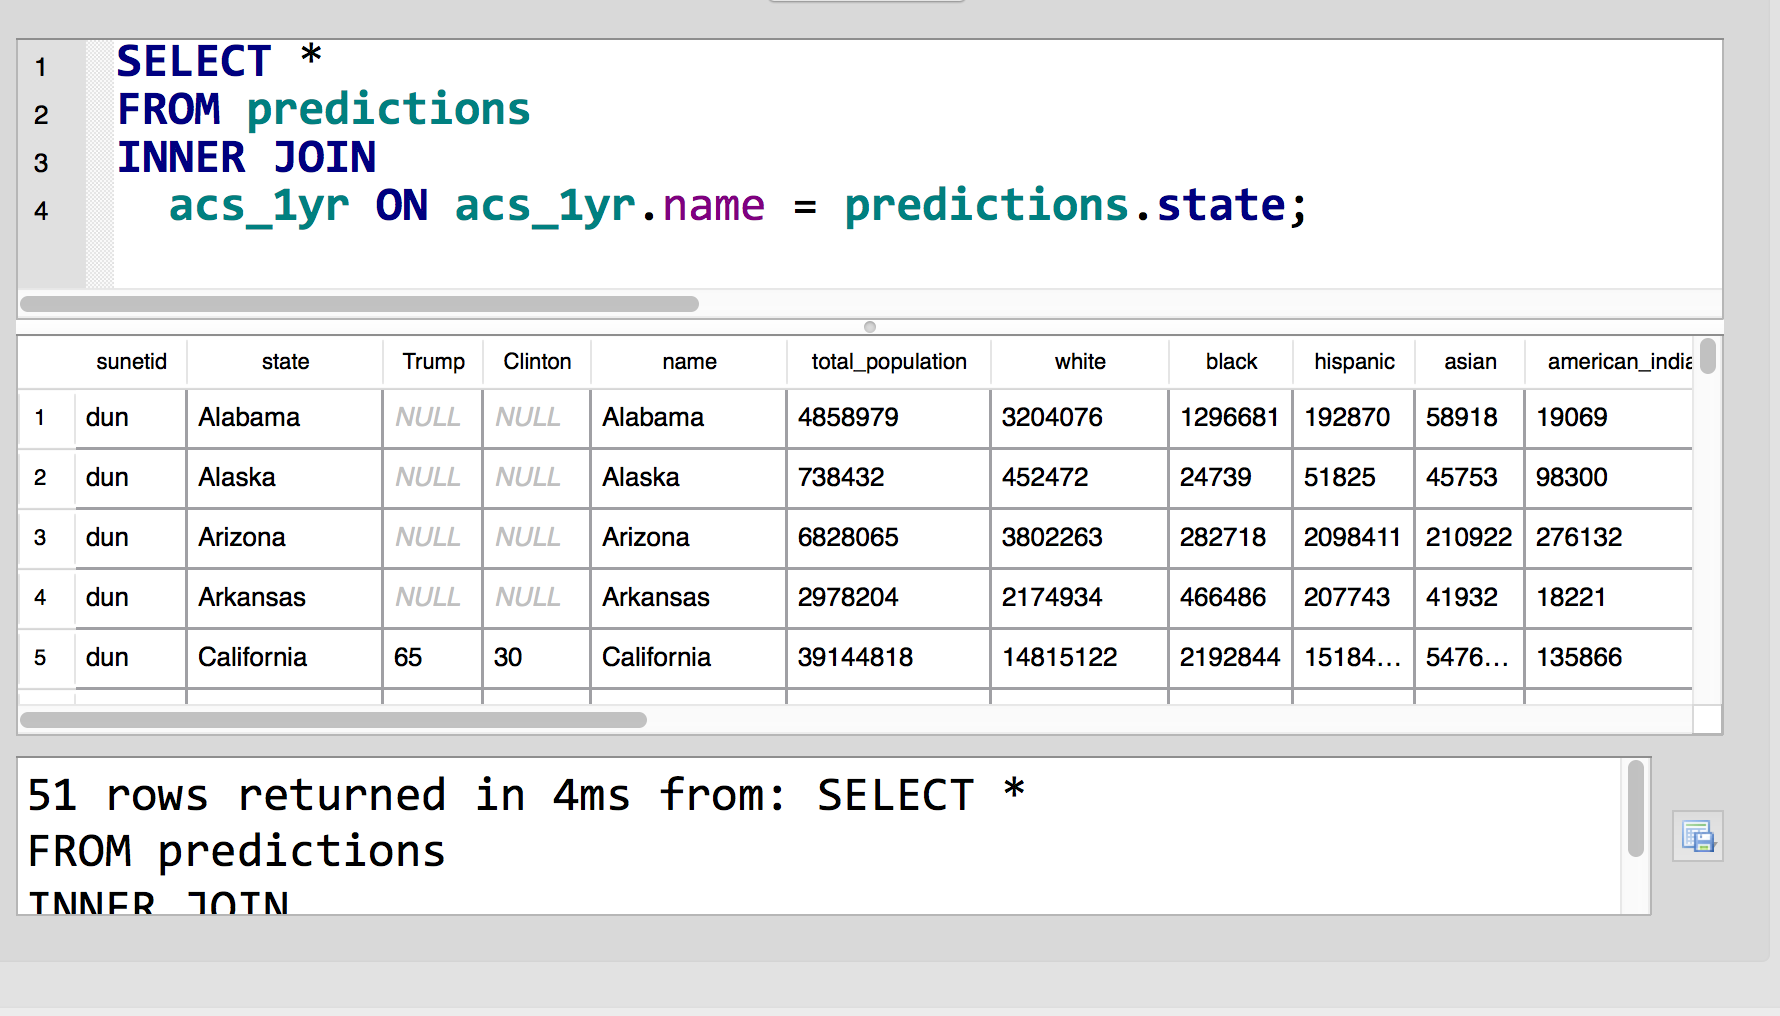 1 SELECT *
2 FROM predictions
3 INNER JOIN
4 acs_1yr ON acs_1yr.name = predictions.state;
sunetid state Trump Clinton name total_population white black hispanic asian american_india
1 dun Alabama NULL NULL Alabama 4858979 3204076 1296681 192870 58918 19069
2 dun Alaska NULL NULL Alaska 738432 452472 24739 51825 45753 98300
3 dun Arizona NULL NULL Arizona 6828065 3802263 282718 2098411 210922 276132
4 dun Arkansas NULL NULL Arkansas 2978204 2174934 466486 207743 41932 18221
5 dun California 65 30 California 39144818 14815122 2192844 15184... 5476... 135866
51 rows returned in 4ms from: SELECT *
FROM predictions
INNER JOIN